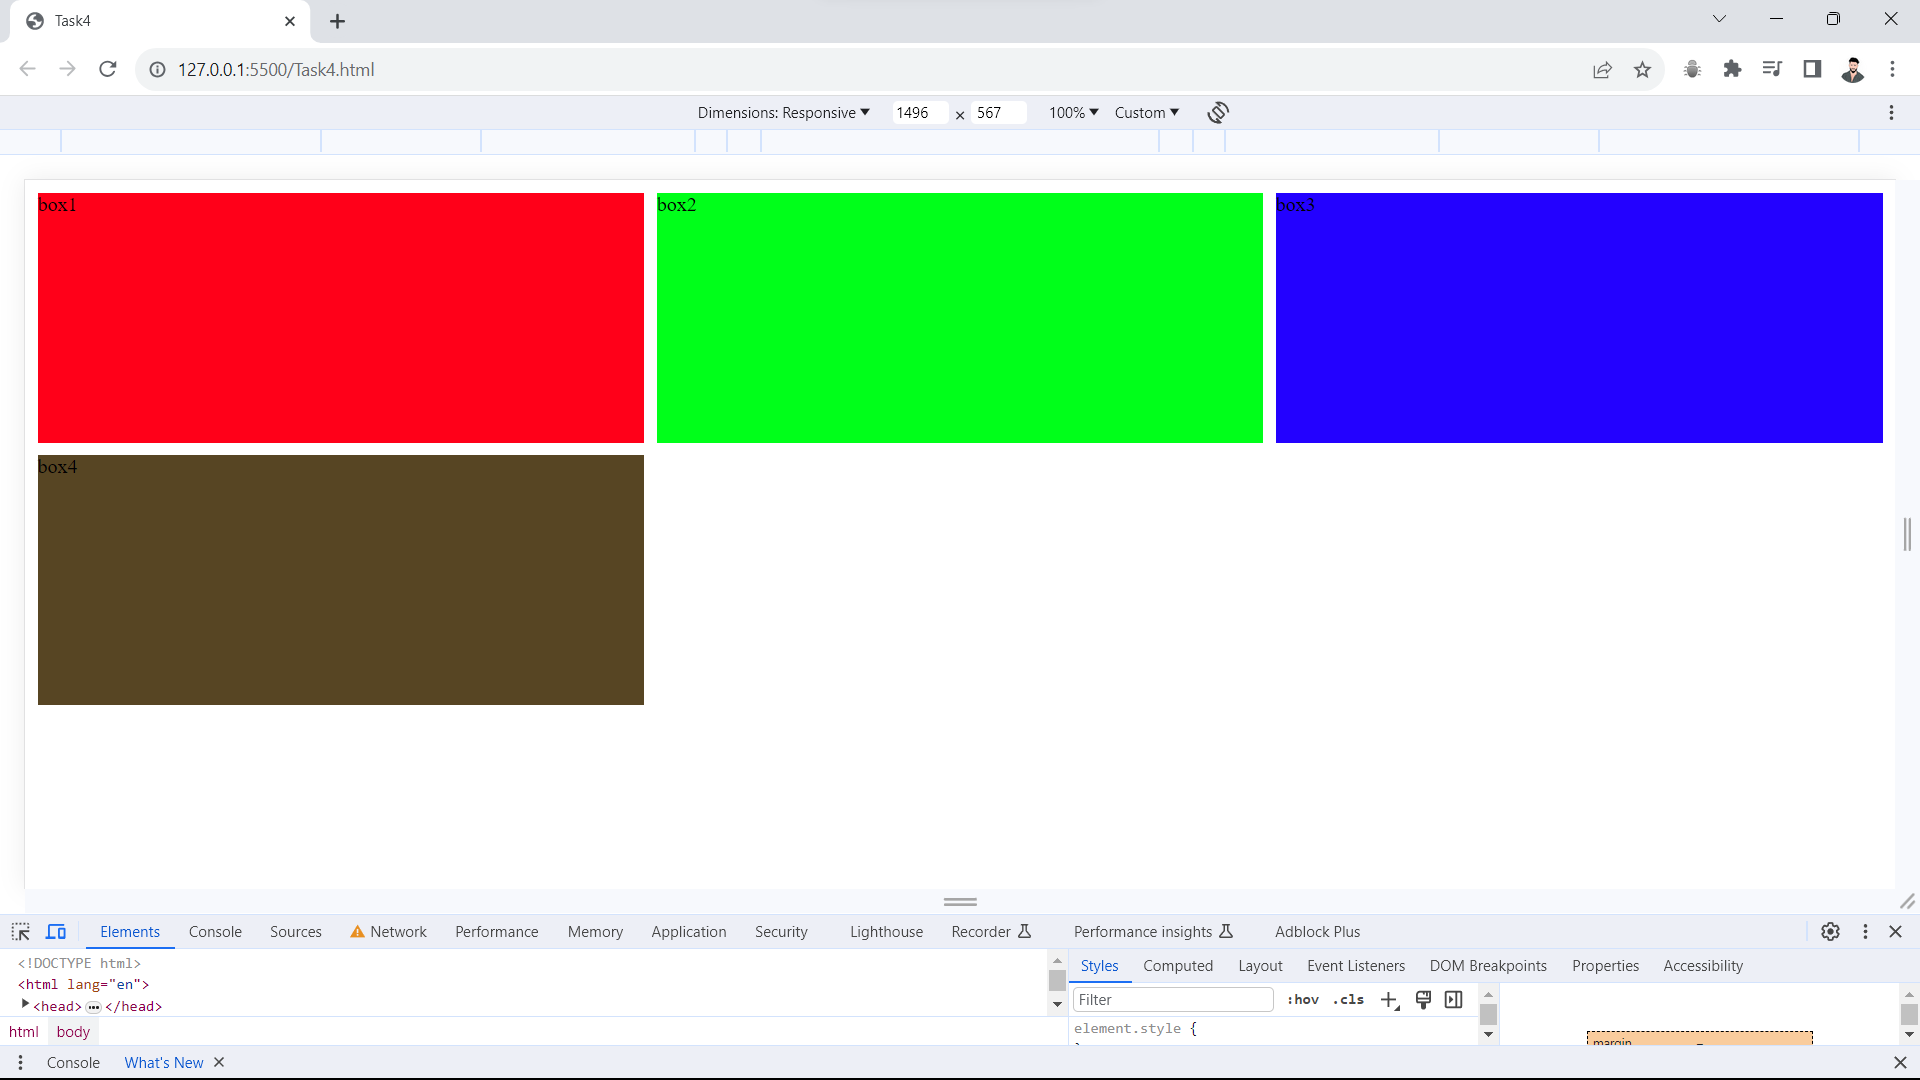 Task4
127.0.0.1:5500/Task4.html
Dimensions: Responsive 1496 × 567 100% Custom
box1 box2 box3
box4
Elements Console Sources Network Performance Memory Application Security Lighthouse Recorder Performance insights Adblock Plus
<!DOCTYPE html>
<html lang="en">
<head> ••• </head>
html body
Styles Computed Layout Event Listeners DOM Breakpoints Properties Accessibility
Filter :hov .cls
element.style {
margin
Console What's New